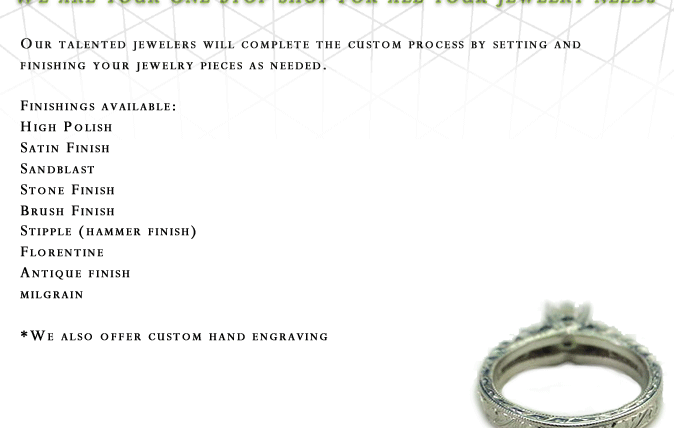 We are your one stop shop for all your jewelry needs
Our talented jewelers will complete the custom process by setting and
finishing your jewelry pieces as needed.
Finishings available:
High Polish
Satin Finish
Sandblast
Stone Finish
Brush Finish
Stipple (hammer finish)
Florentine
Antique finish
milgrain
*We also offer custom hand engraving